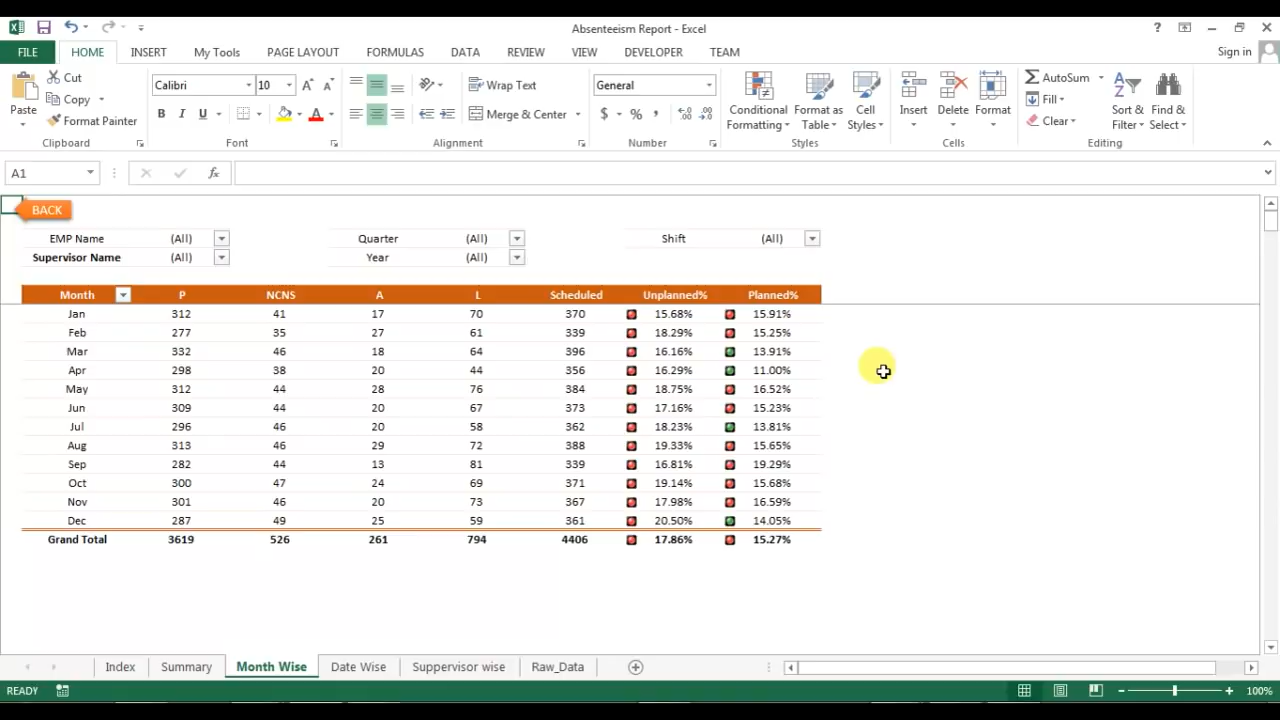 Absenteeism Report - Excel
?
FILE HOME INSERT My Tools PAGE LAYOUT FORMULAS DATA REVIEW VIEW DEVELOPER TEAM Sign in
Paste Cut Copy Format Painter
Calibri 10
B I U A
Wrap Text
Merge & Center
General
$ %
Conditional Formatting Format as Table Cell Styles
Insert Delete Format
AutoSum Fill Clear
Sort & Filter Find & Select
Clipboard Font Alignment Number Styles Cells Editing
A1 fx
BACK
EMP Name (All) Quarter (All) Shift (All)
Supervisor Name (All) Year (All)
Month P NCNS A L Scheduled Unplanned% Planned%
Jan 312 41 17 70 370 15.68% 15.91%
Feb 277 35 27 61 339 18.29% 15.25%
Mar 332 46 18 64 396 16.16% 13.91%
Apr 298 38 20 44 356 16.29% 11.00%
May 312 44 28 76 384 18.75% 16.52%
Jun 309 44 20 67 373 17.16% 15.23%
Jul 296 46 20 58 362 18.23% 13.81%
Aug 313 46 29 72 388 19.33% 15.65%
Sep 282 44 13 81 339 16.81% 19.29%
Oct 300 47 24 69 371 19.14% 15.68%
Nov 301 46 20 73 367 17.98% 16.59%
Dec 287 49 25 59 361 20.50% 14.05%
Grand Total 3619 526 261 794 4406 17.86% 15.27%
Index Summary Month Wise Date Wise Suppervisor wise Raw_Data
READY 100%